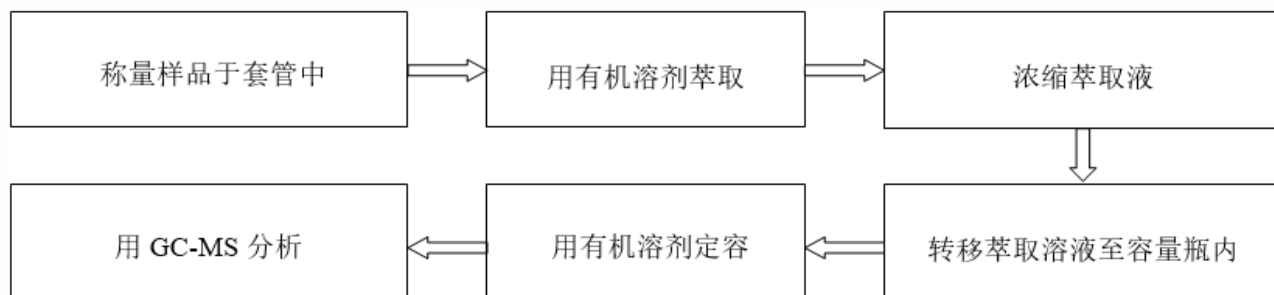 称量样品于套管中
用有机溶剂萃取
浓缩萃取液
转移萃取溶液至容量瓶内
用有机溶剂定容
用 GC-MS 分析